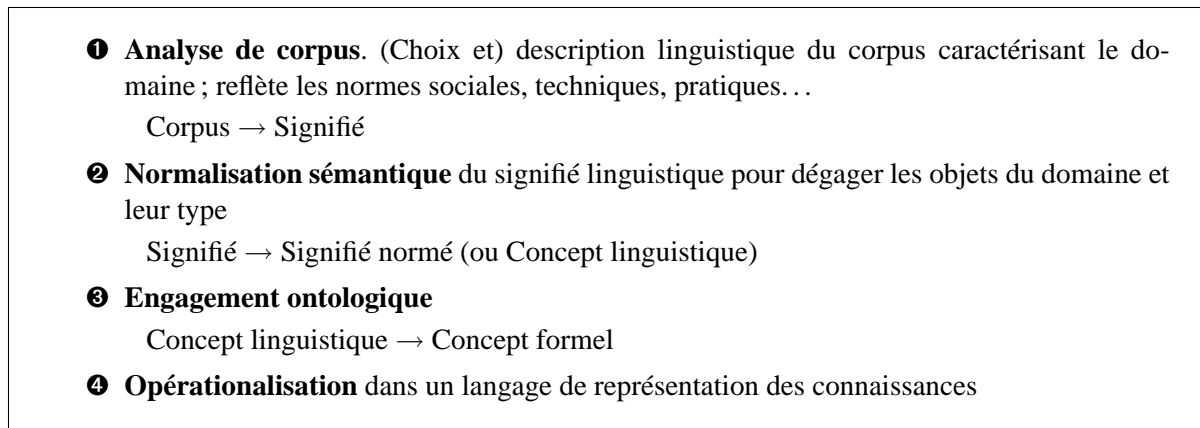 ❶ Analyse de corpus. (Choix et) description linguistique du corpus caractérisant le do-
maine ; reflète les normes sociales, techniques, pratiques…
Corpus → Signifié
❷ Normalisation sémantique du signifié linguistique pour dégager les objets du domaine et
leur type
Signifié → Signifié normé (ou Concept linguistique)
❸ Engagement ontologique
Concept linguistique → Concept formel
❹ Opérationalisation dans un langage de représentation des connaissances